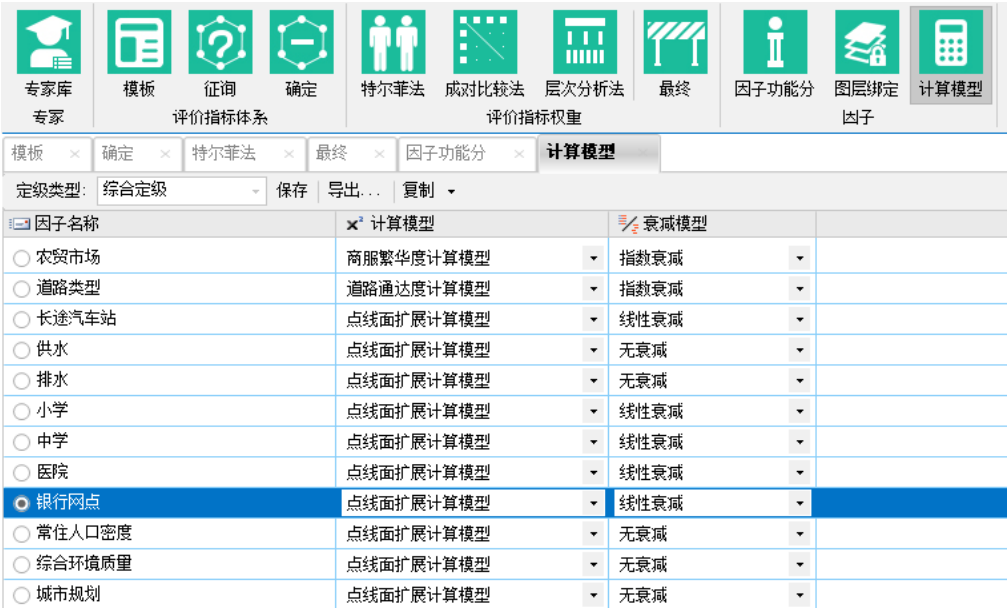 专家库 模板 征询 确定 特尔菲法 成对比较法 层次分析法 最终 因子功能分 图层绑定 计算模型
专家 评价指标体系 评价指标权重 因子
模板 × 确定 × 特尔菲法 × 最终 × 因子功能分 × 计算模型
定级类型: 综合定级 保存 导出... 复制
因子名称 x² 计算模型 衰减模型
农贸市场 商服繁华度计算模型 指数衰减
道路类型 道路通达度计算模型 指数衰减
长途汽车站 点线面扩展计算模型 线性衰减
供水 点线面扩展计算模型 无衰减
排水 点线面扩展计算模型 无衰减
小学 点线面扩展计算模型 线性衰减
中学 点线面扩展计算模型 线性衰减
医院 点线面扩展计算模型 线性衰减
银行网点 点线面扩展计算模型 线性衰减
常住人口密度 点线面扩展计算模型 无衰减
综合环境质量 点线面扩展计算模型 无衰减
城市规划 点线面扩展计算模型 无衰减